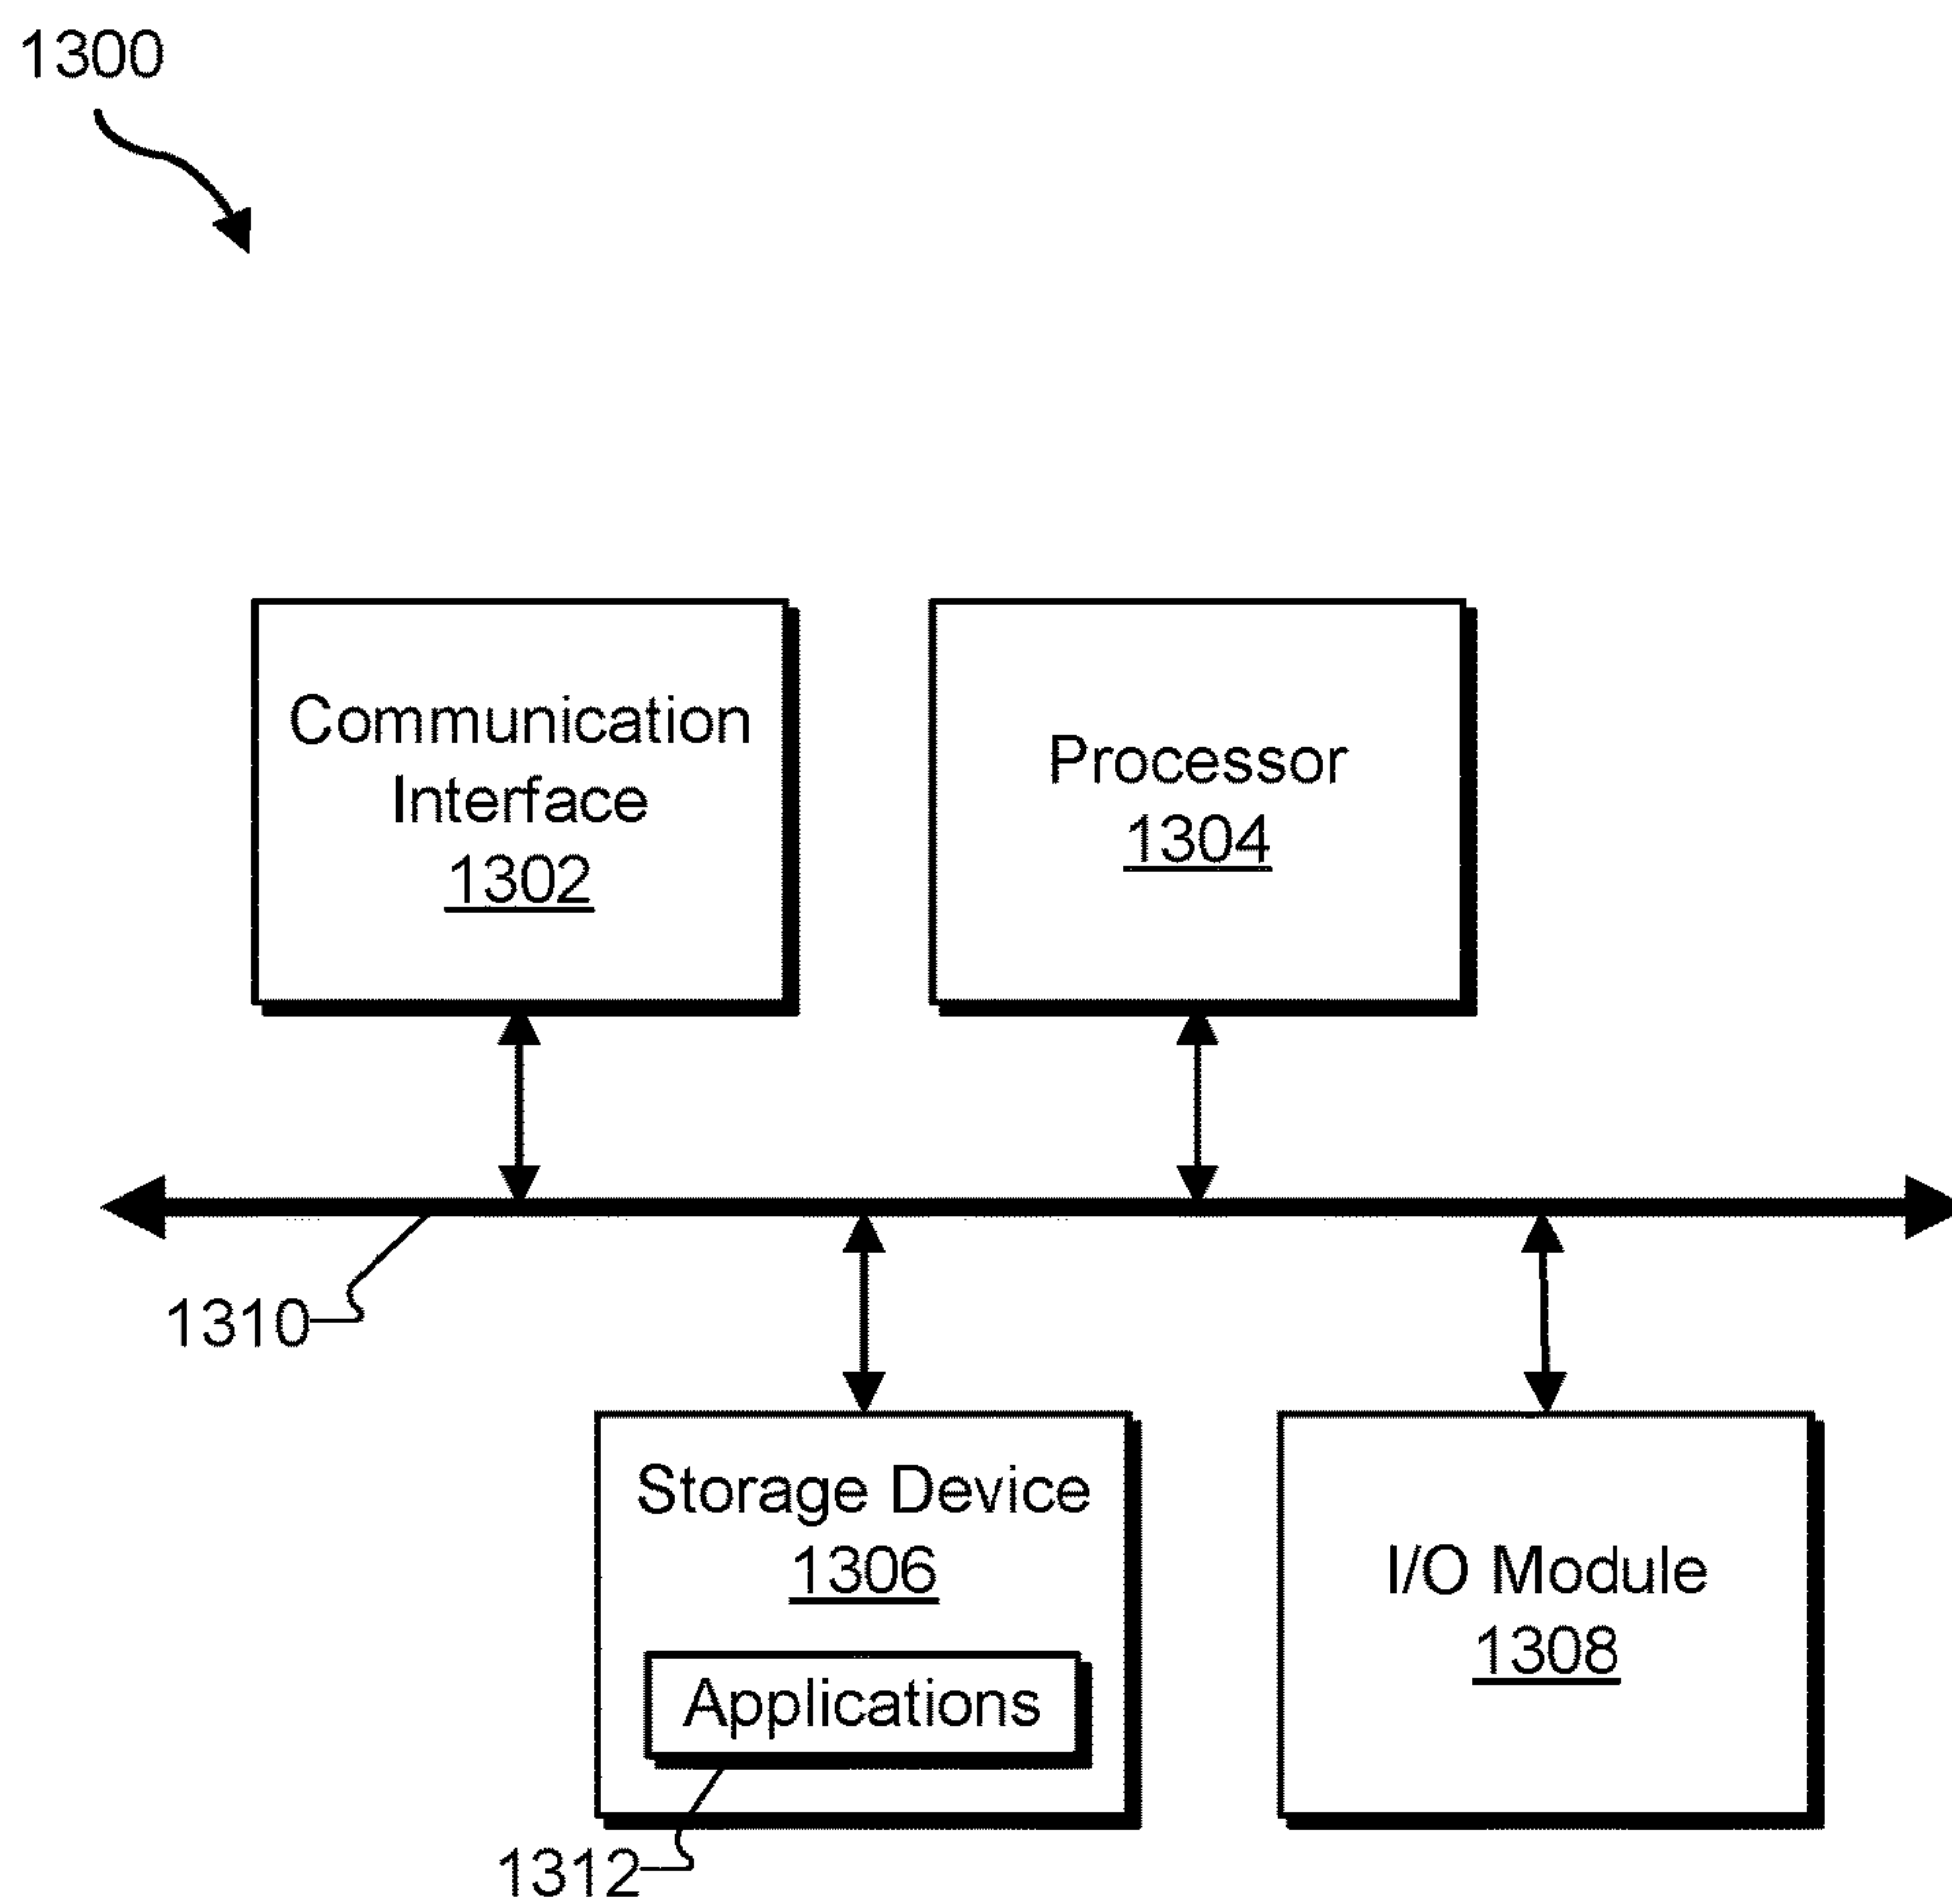 1300
Communication
Interface
1302
Processor
1304
1310
Storage Device
1306
Applications
1312
I/O Module
1308